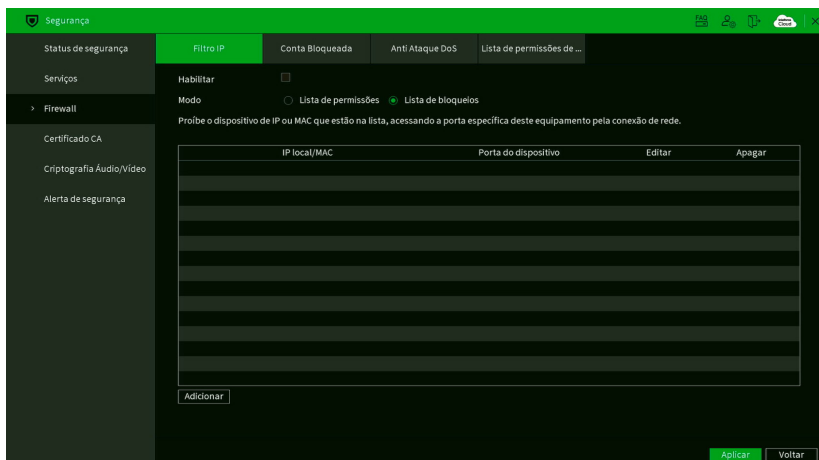 Segurança
FAQ
Cloud
Status de segurança
Serviços
Firewall
Certificado CA
Criptografia Áudio/Vídeo
Alerta de segurança
Filtro IP
Conta Bloqueada
Anti Ataque DoS
Lista de permissões de ...
Habilitar
Modo
Lista de permissões
Lista de bloqueios
Proíbe o dispositivo de IP ou MAC que estão na lista, acessando a porta específica deste equipamento pela conexão de rede.
IP local/MAC
Porta do dispositivo
Editar
Apagar
Adicionar
Aplicar
Voltar